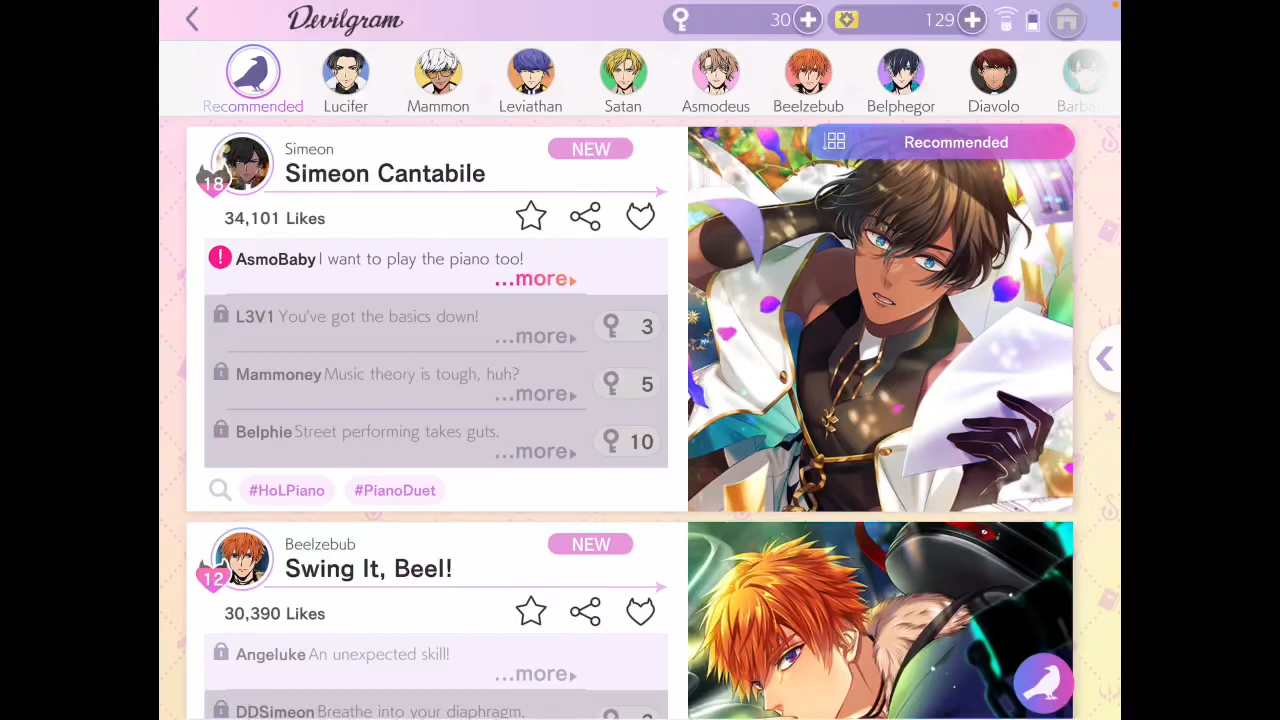 Devilgram
30
129
Recommended
Lucifer
Mammon
Leviathan
Satan
Asmodeus
Beelzebub
Belphegor
Diavolo
Barba
Recommended
Simeon
NEW
Simeon Cantabile
18
34,101 Likes
AsmoBaby I want to play the piano too!
...more
L3V1 You've got the basics down!
...more
3
Mammoney Music theory is tough, huh?
...more
5
Belphie Street performing takes guts.
...more
10
#HoLPiano #PianoDuet
Beelzebub
NEW
Swing It, Beel!
12
30,390 Likes
Angeluke An unexpected skill!
...more
DDSimeon Breathe into your diaphragm.